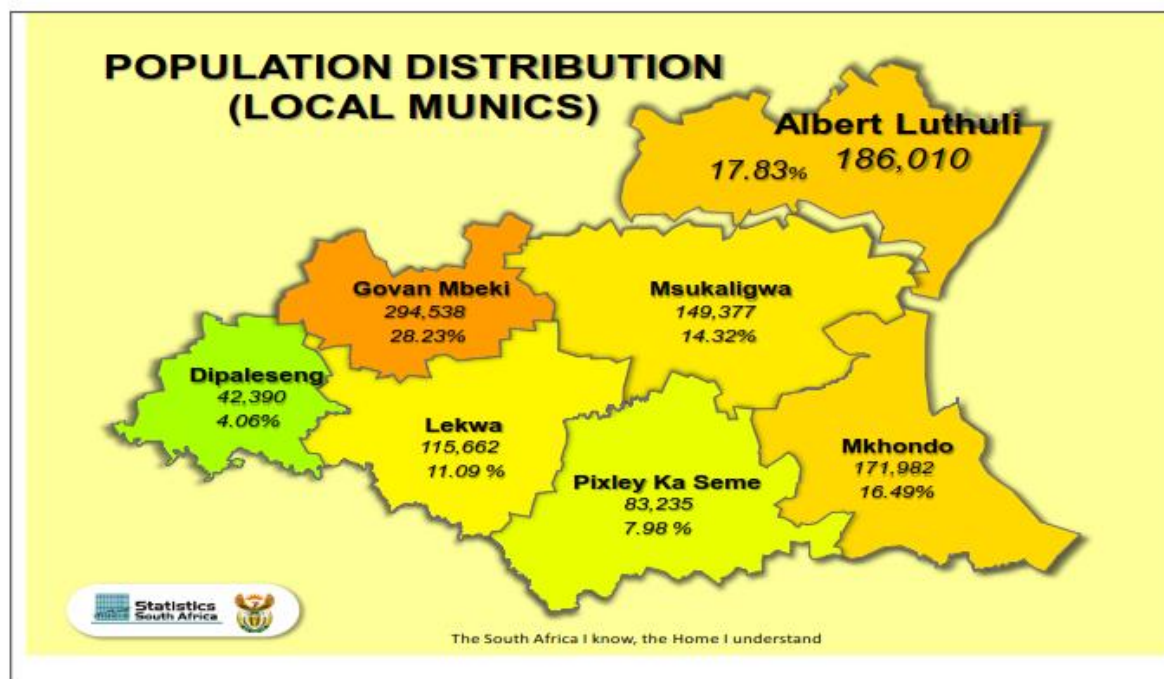 POPULATION DISTRIBUTION
(LOCAL MUNICS)
Albert Luthuli
186,010
17.83%
Govan Mbeki
294,538
28.23%
Msukaligwa
149,377
14.32%
Dipaleseng
42,390
4.06%
Lekwa
115,662
11.09 %
Mkhondo
171,982
16.49%
Pixley Ka Seme
83,235
7.98 %
Statistics
South Africa
The South Africa I know, the Home I understand